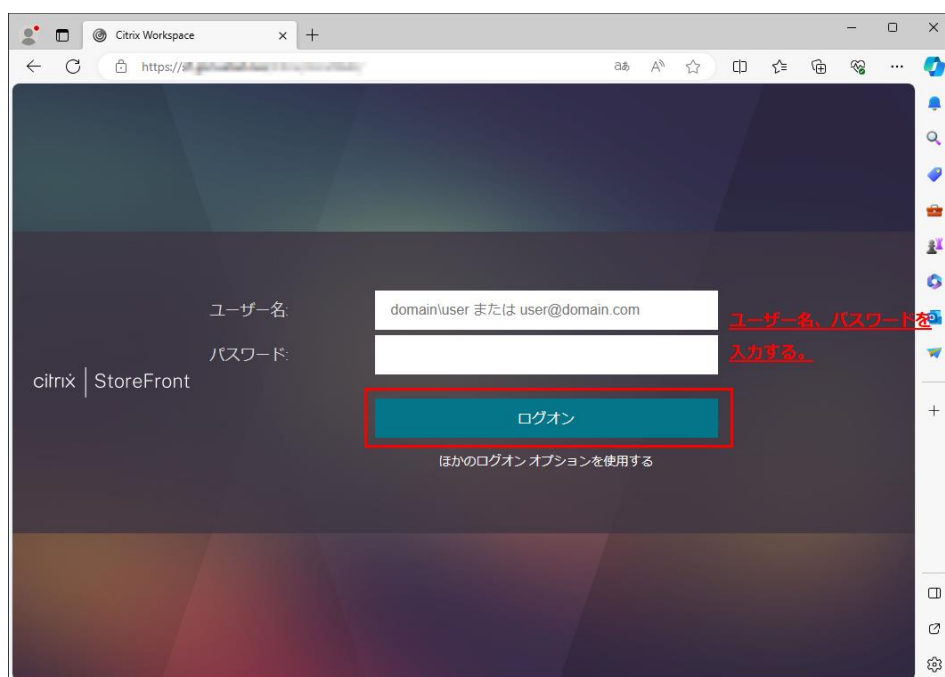 Citrix Workspace
https://
ユーザー名:
domain\user または user@domain.com
ユーザー名、パスワードを
入力する。
パスワード:
citrix | StoreFront
ログオン
ほかのログオン オプションを使用する